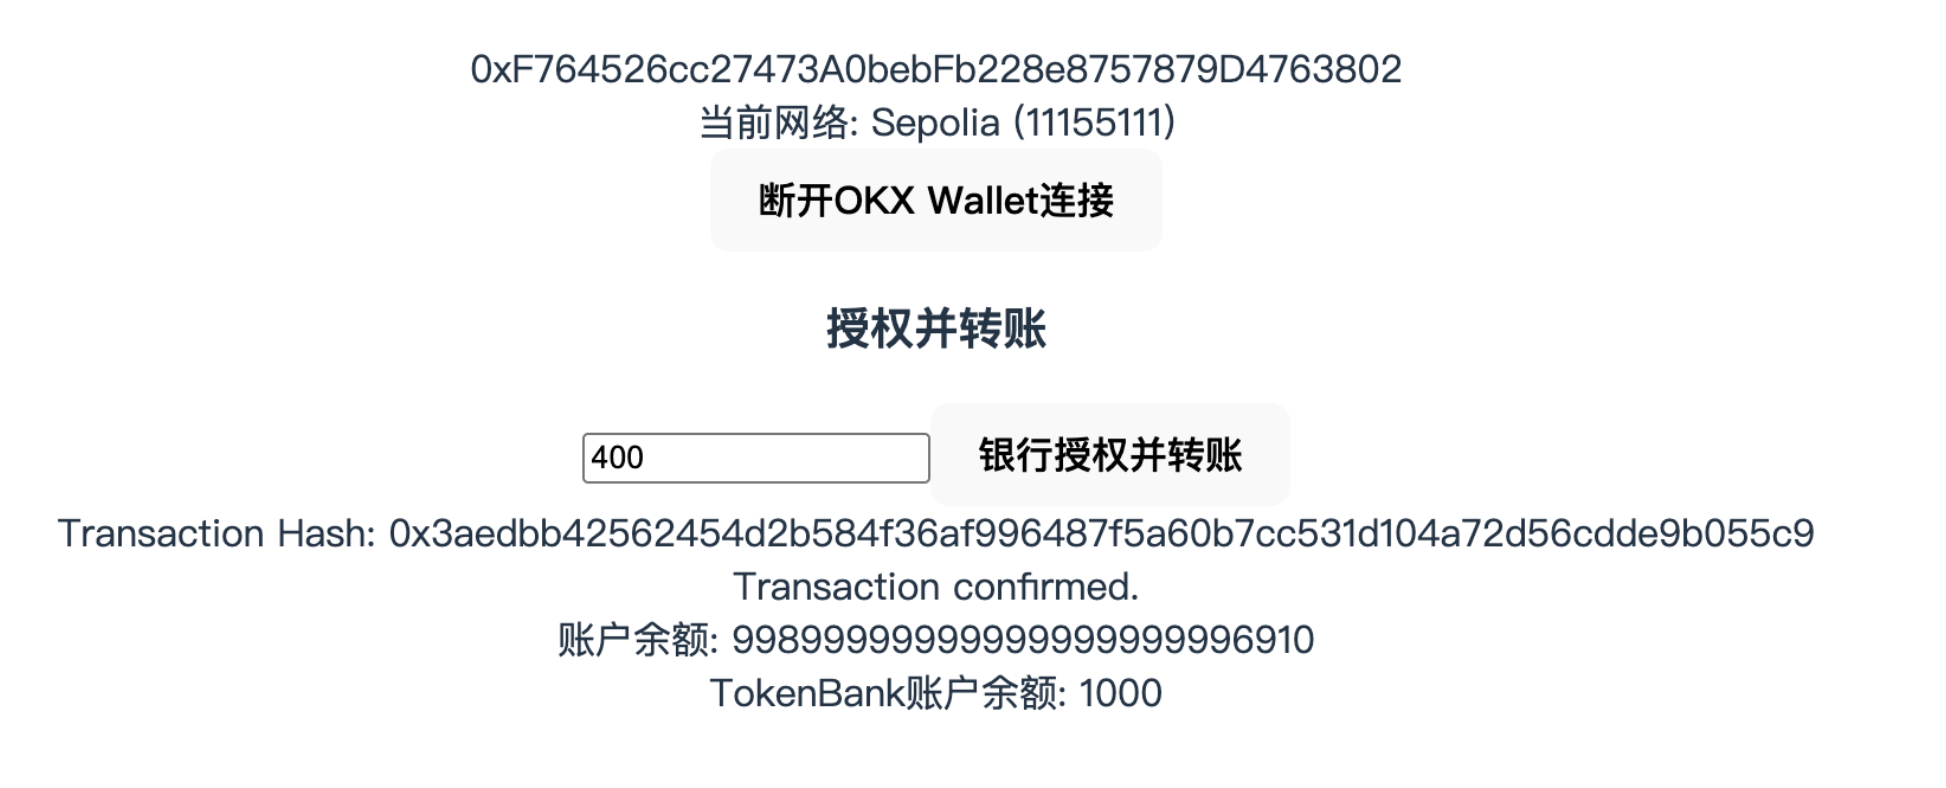 0xF764526cc27473A0bebFb228e8757879D4763802
当前网络: Sepolia (11155111)
断开OKX Wallet连接
授权并转账
400 银行授权并转账
Transaction Hash: 0x3aedbb42562454d2b584f36af996487f5a60b7cc531d104a72d56cdde9b055c9
Transaction confirmed.
账户余额: 99899999999999999999996910
TokenBank账户余额: 1000